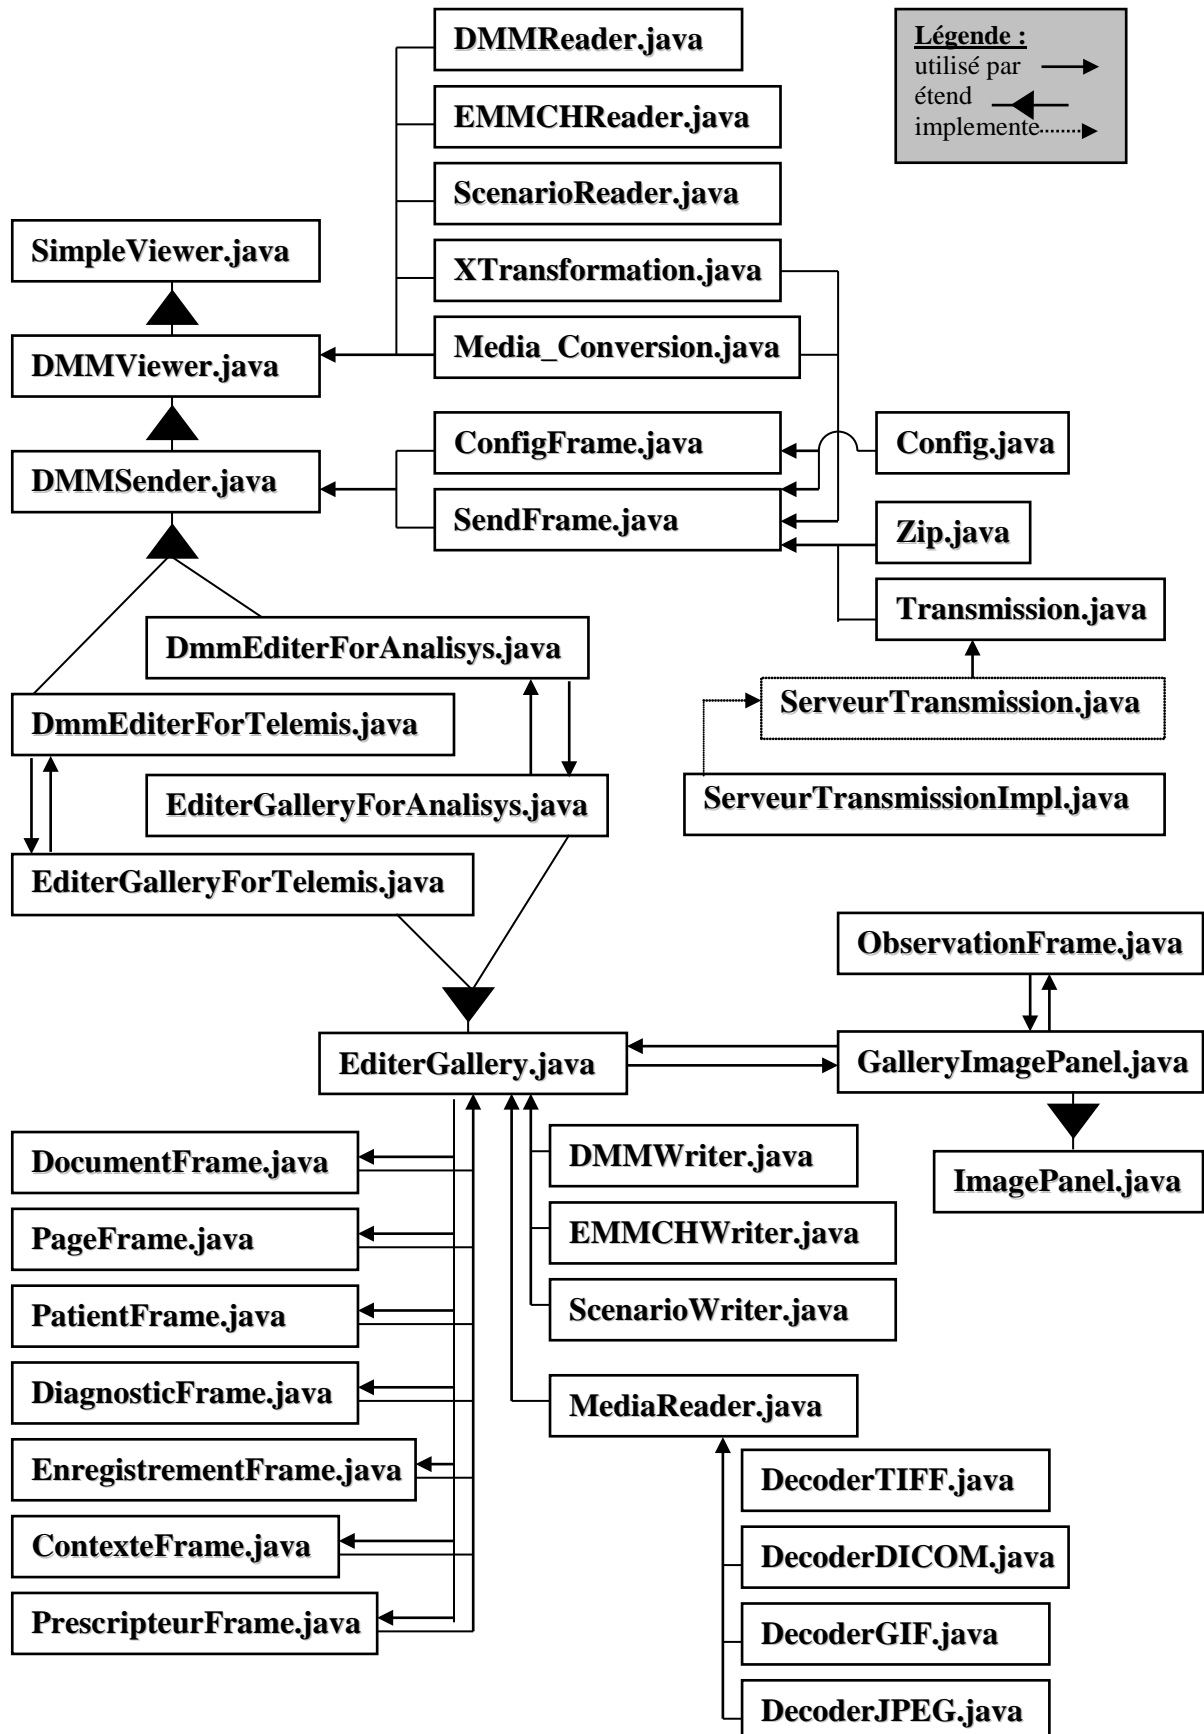 DMMReader.java
Légende :
utilisé par
étend
implemente
EMMCHReader.java
ScenarioReader.java
SimpleViewer.java
XTransformation.java
DMMViewer.java
Media_Conversion.java
ConfigFrame.java
Config.java
DMMSender.java
SendFrame.java
Zip.java
Transmission.java
DmmEditerForAnalisys.java
ServeurTransmission.java
DmmEditerForTelemis.java
EditerGalleryForAnalisys.java
ServeurTransmissionImpl.java
EditerGalleryForTelemis.java
ObservationFrame.java
EditerGallery.java
GalleryImagePanel.java
DocumentFrame.java
DMMWriter.java
ImagePanel.java
PageFrame.java
EMMCHWriter.java
PatientFrame.java
ScenarioWriter.java
DiagnosticFrame.java
MediaReader.java
EnregistrementFrame.java
DecoderTIFF.java
ContexteFrame.java
DecoderDICOM.java
PrescripteurFrame.java
DecoderGIF.java
DecoderJPEG.java